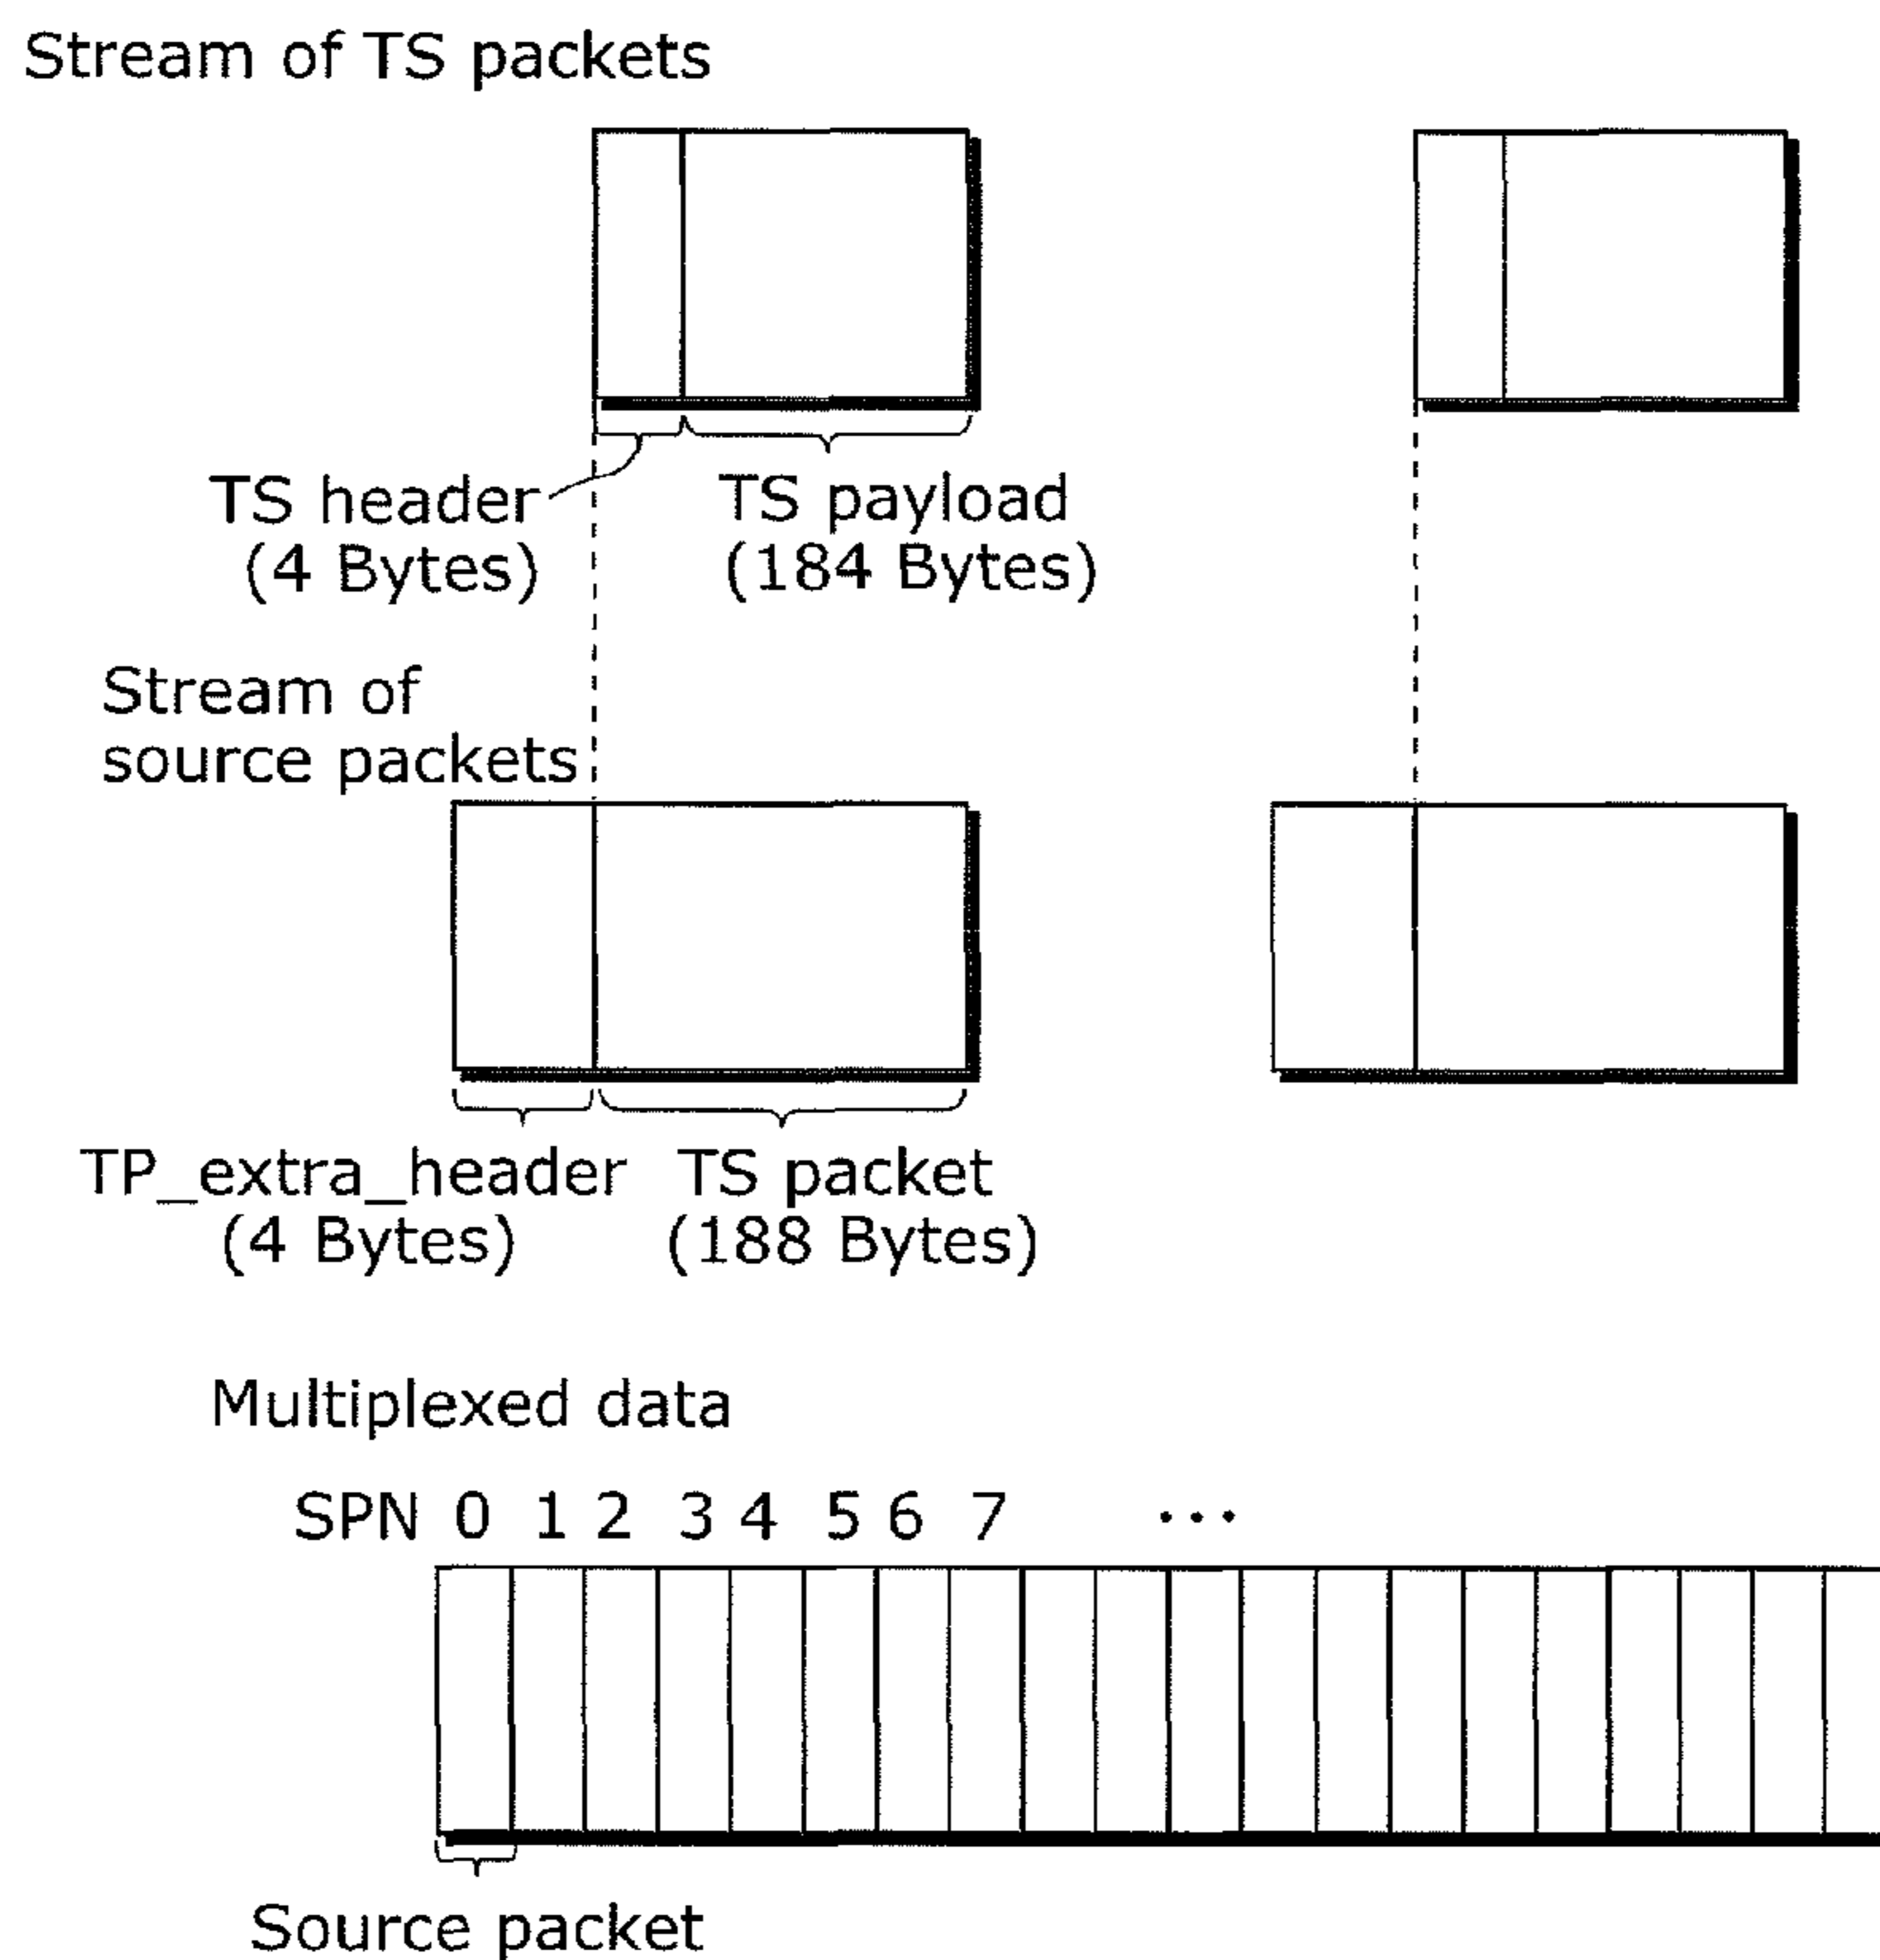 Stream of TS packets
TS header
(4 Bytes)
TS payload
(184 Bytes)
Stream of
source packets
TP_extra_header
(4 Bytes)
TS packet
(188 Bytes)
Multiplexed data
SPN 0 1 2 3 4 5 6 7 ...
Source packet